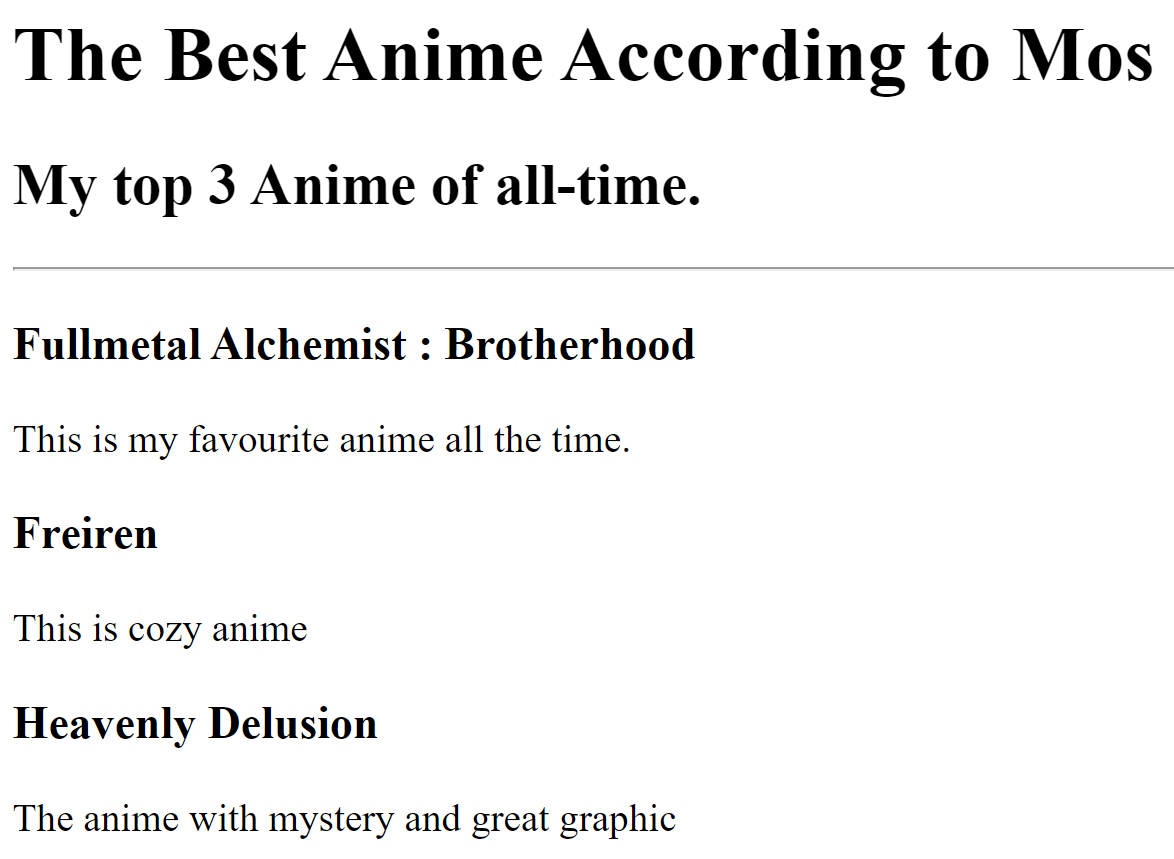 The Best Anime According to Mos
My top 3 Anime of all-time.
Fullmetal Alchemist : Brotherhood
This is my favourite anime all the time.
Freiren
This is cozy anime
Heavenly Delusion
The anime with mystery and great graphic